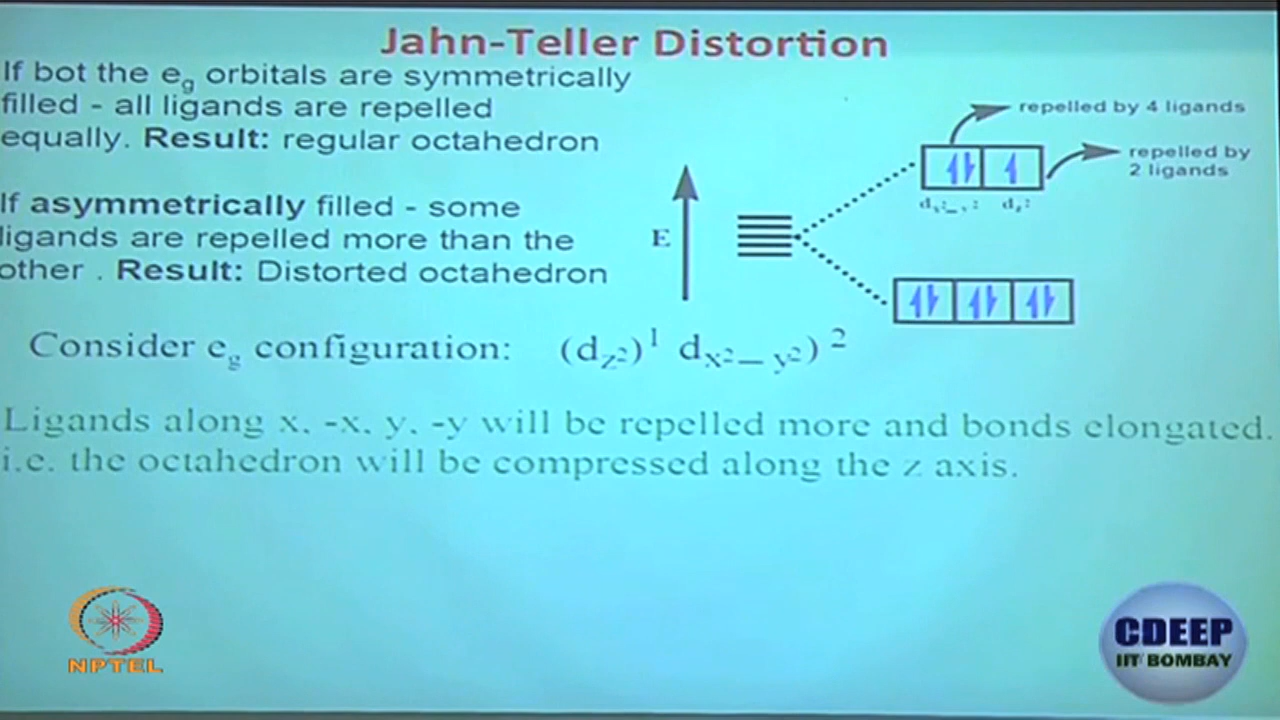 Jahn-Teller Distortion
If bot the eg orbitals are symmetrically
filled - all ligands are repelled
equally. Result: regular octahedron
repelled by 4 ligands
repelled by
2 ligands
dx²–y² dz²
If asymmetrically filled - some
ligands are repelled more than the
other . Result: Distorted octahedron
E
Consider eg configuration: (dz²)¹ dx²– y²) ²
Ligands along x, -x, y, -y will be repelled more and bonds elongated.
i.e. the octahedron will be compressed along the z axis.
NPTEL
CDEEP
IIT BOMBAY